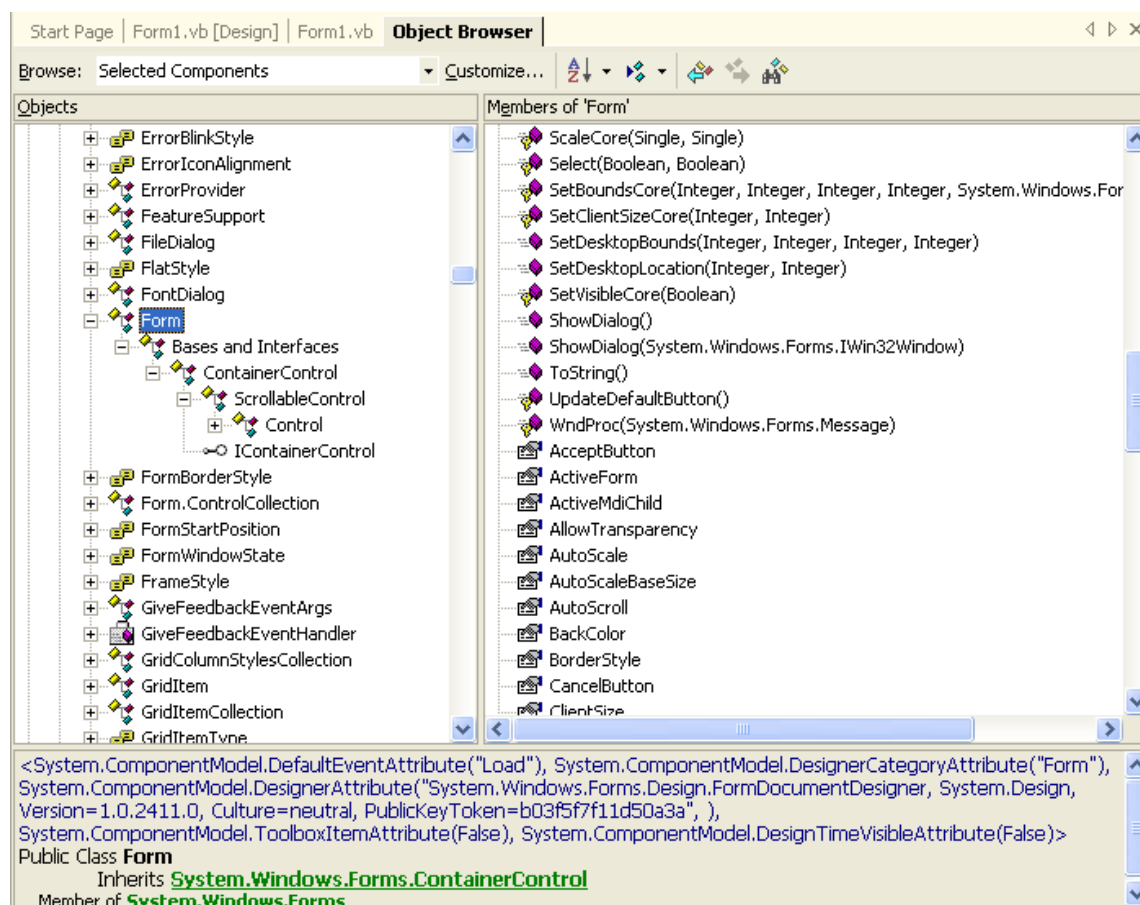 Start Page | Form1.vb [Design] | Form1.vb Object Browser
Browse: Selected Components Customize...
Objects
ErrorBlinkStyle
ErrorIconAlignment
ErrorProvider
FeatureSupport
FileDialog
FlatStyle
FontDialog
Form
Bases and Interfaces
ContainerControl
ScrollableControl
Control
IContainerControl
FormBorderStyle
Form.ControlCollection
FormStartPosition
FormWindowState
FrameStyle
GiveFeedbackEventArgs
GiveFeedbackEventHandler
GridColumnStylesCollection
GridItem
GridItemCollection
GridItemType
Members of 'Form'
ScaleCore(Single, Single)
Select(Boolean, Boolean)
SetBoundsCore(Integer, Integer, Integer, Integer, System.Windows.For
SetClientSizeCore(Integer, Integer)
SetDesktopBounds(Integer, Integer, Integer, Integer)
SetDesktopLocation(Integer, Integer)
SetVisibleCore(Boolean)
ShowDialog()
ShowDialog(System.Windows.Forms.IWin32Window)
ToString()
UpdateDefaultButton()
WndProc(System.Windows.Forms.Message)
AcceptButton
ActiveForm
ActiveMdiChild
AllowTransparency
AutoScale
AutoScaleBaseSize
AutoScroll
BackColor
BorderStyle
CancelButton
ClientSize
<System.ComponentModel.DefaultEventAttribute("Load"), System.ComponentModel.DesignerCategoryAttribute("Form"),
System.ComponentModel.DesignerAttribute("System.Windows.Forms.Design.FormDocumentDesigner, System.Design,
Version=1.0.2411.0, Culture=neutral, PublicKeyToken=b03f5f7f11d50a3a", ),
System.ComponentModel.ToolboxItemAttribute(False), System.ComponentModel.DesignTimeVisibleAttribute(False)>
Public Class Form
Inherits System.Windows.Forms.ContainerControl
Member of System.Windows.Forms